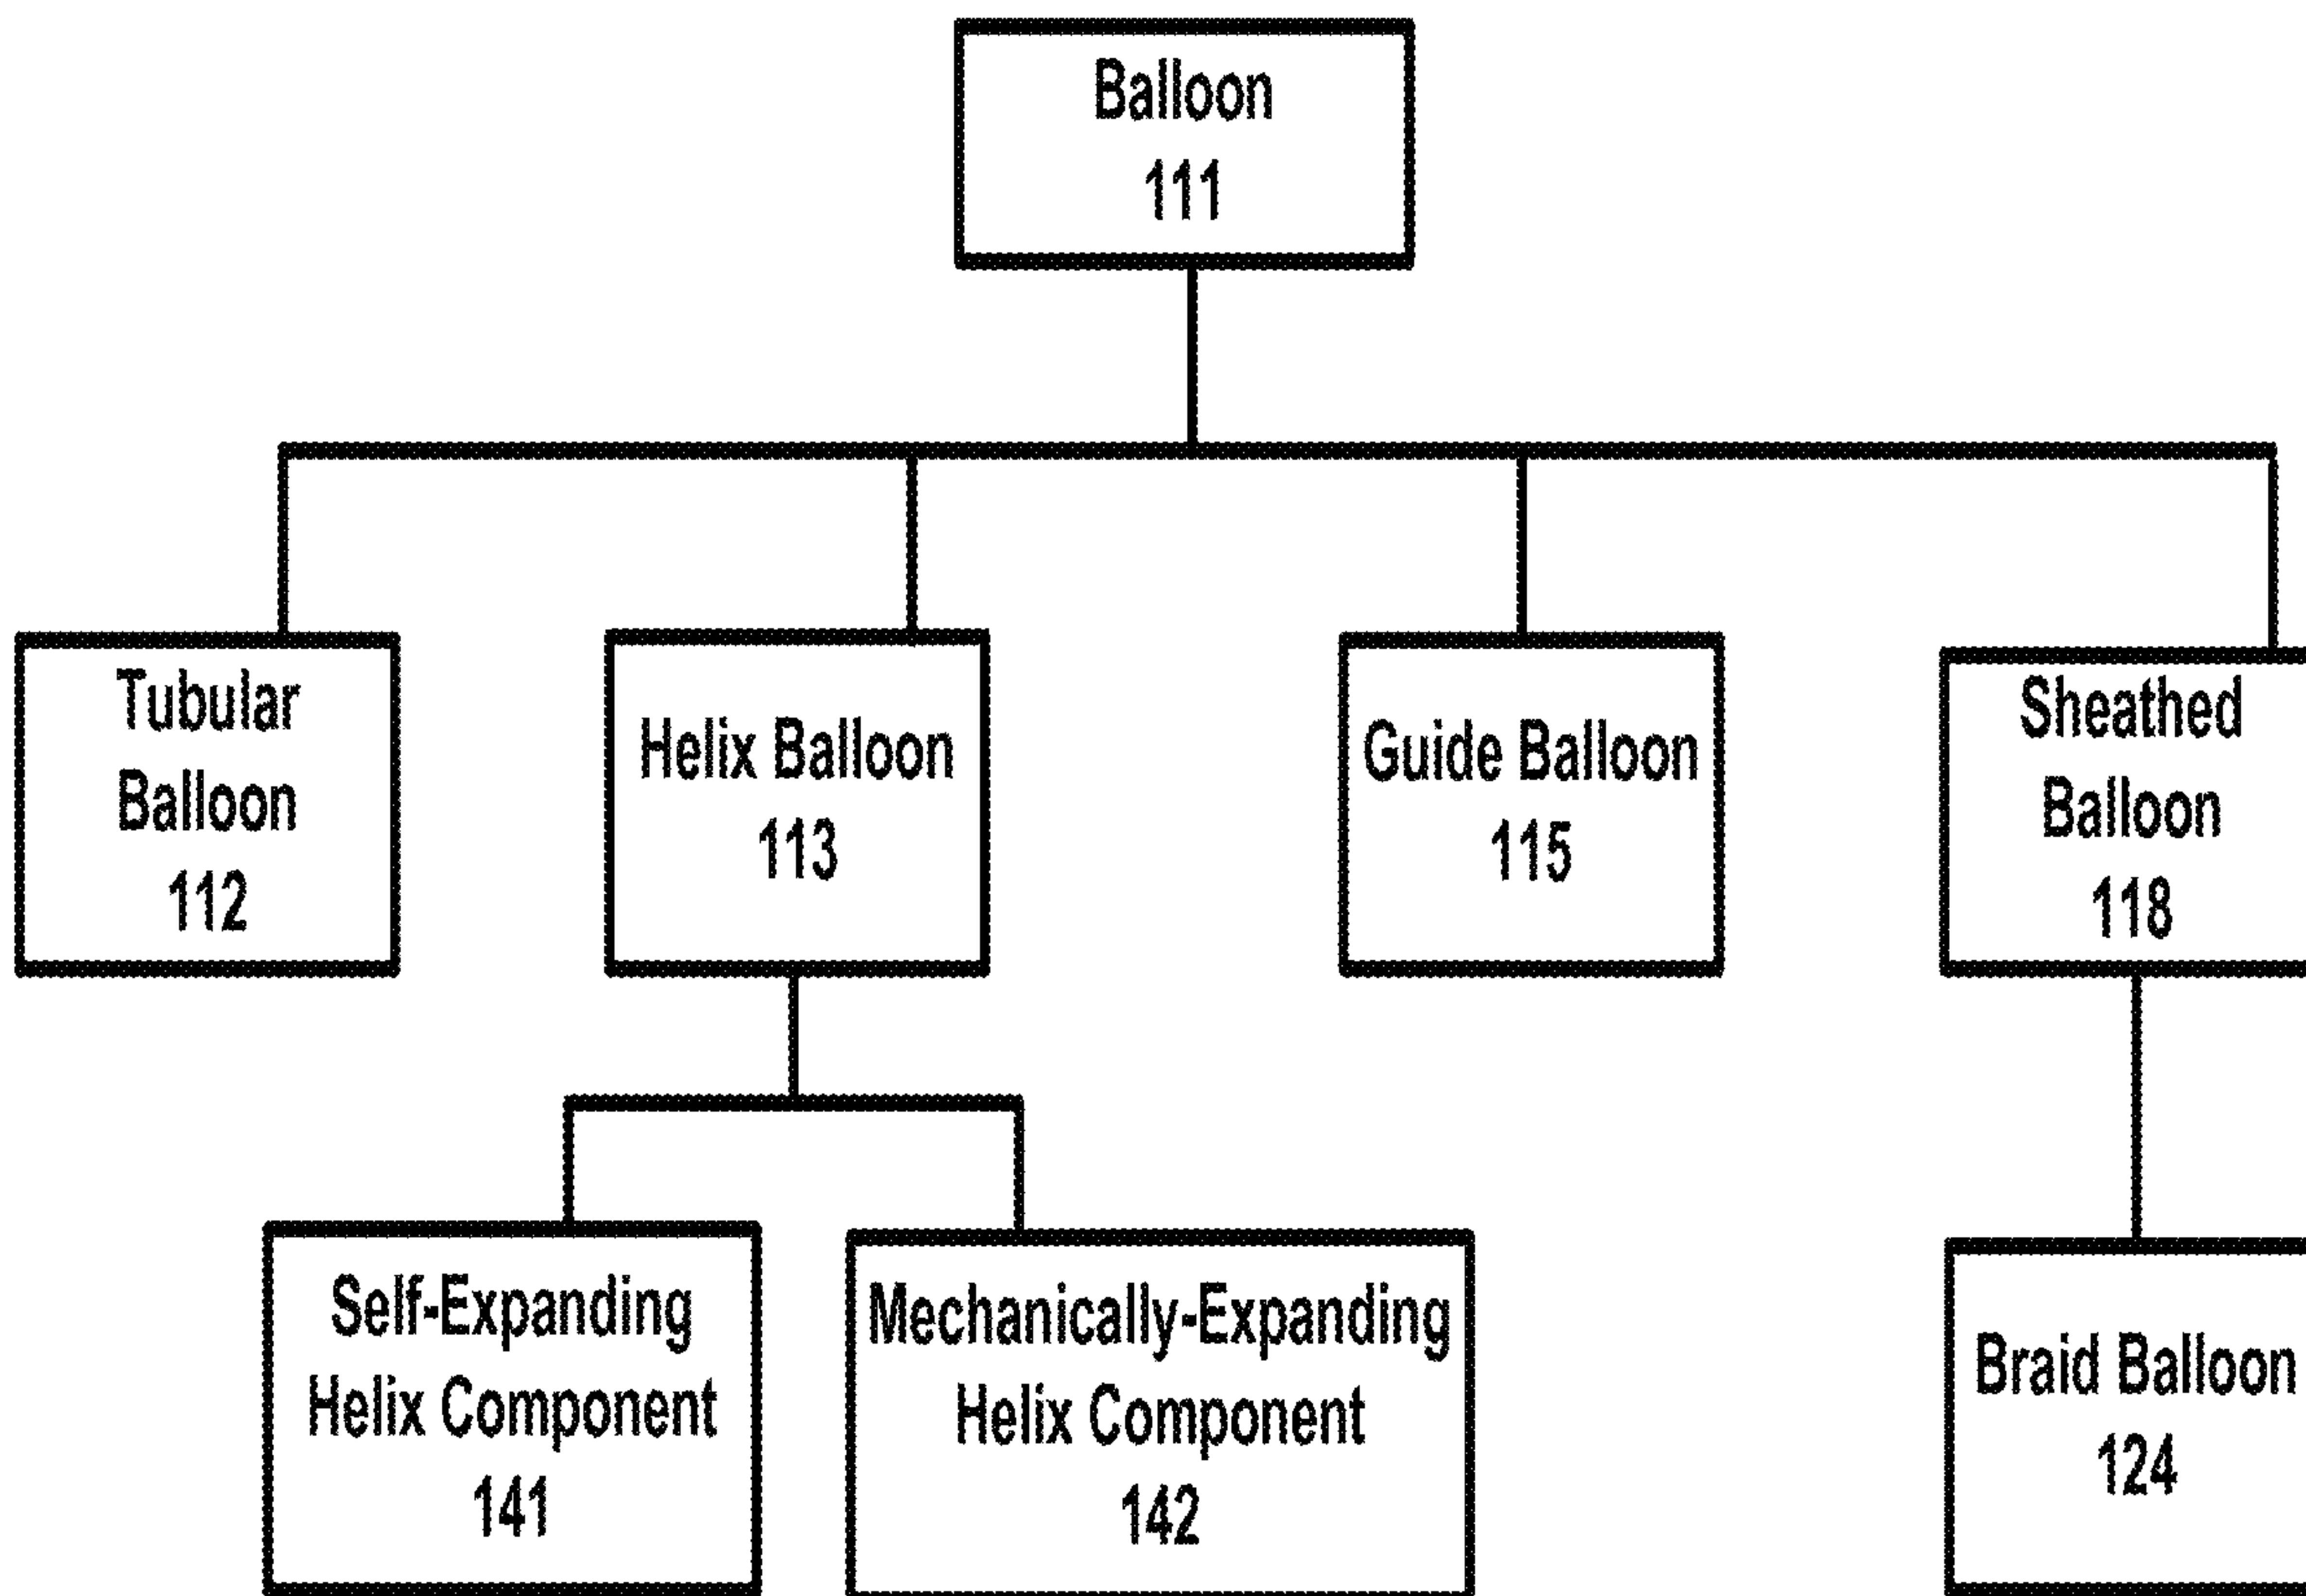 Balloon
111
Tubular
Balloon
112
Helix Balloon
113
Guide Balloon
115
Sheathed
Balloon
118
Self-Expanding
Helix Component
141
Mechanically-Expanding
Helix Component
142
Braid Balloon
124